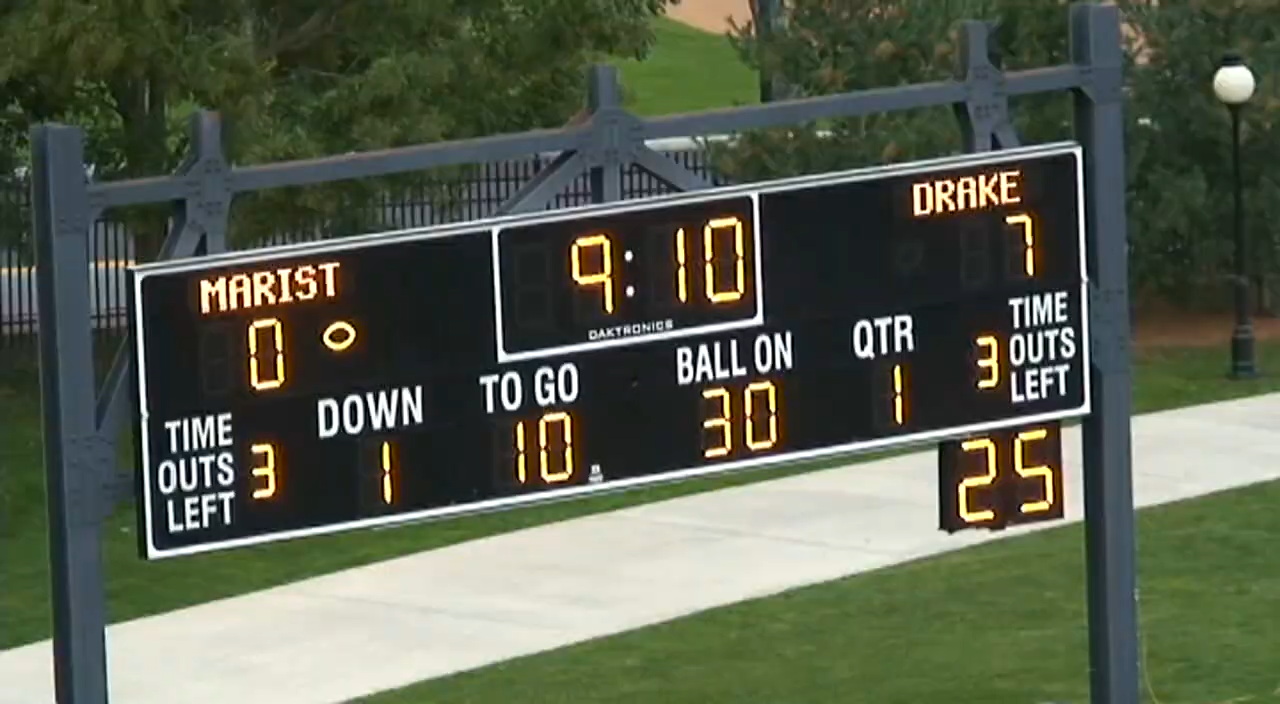 MARIST
0
9:10
DAKTRONICS
DRAKE
7
TIME
OUTS
LEFT
3
DOWN
1
TO GO
10
BALL ON
30
QTR
1
3
TIME
OUTS
LEFT
25